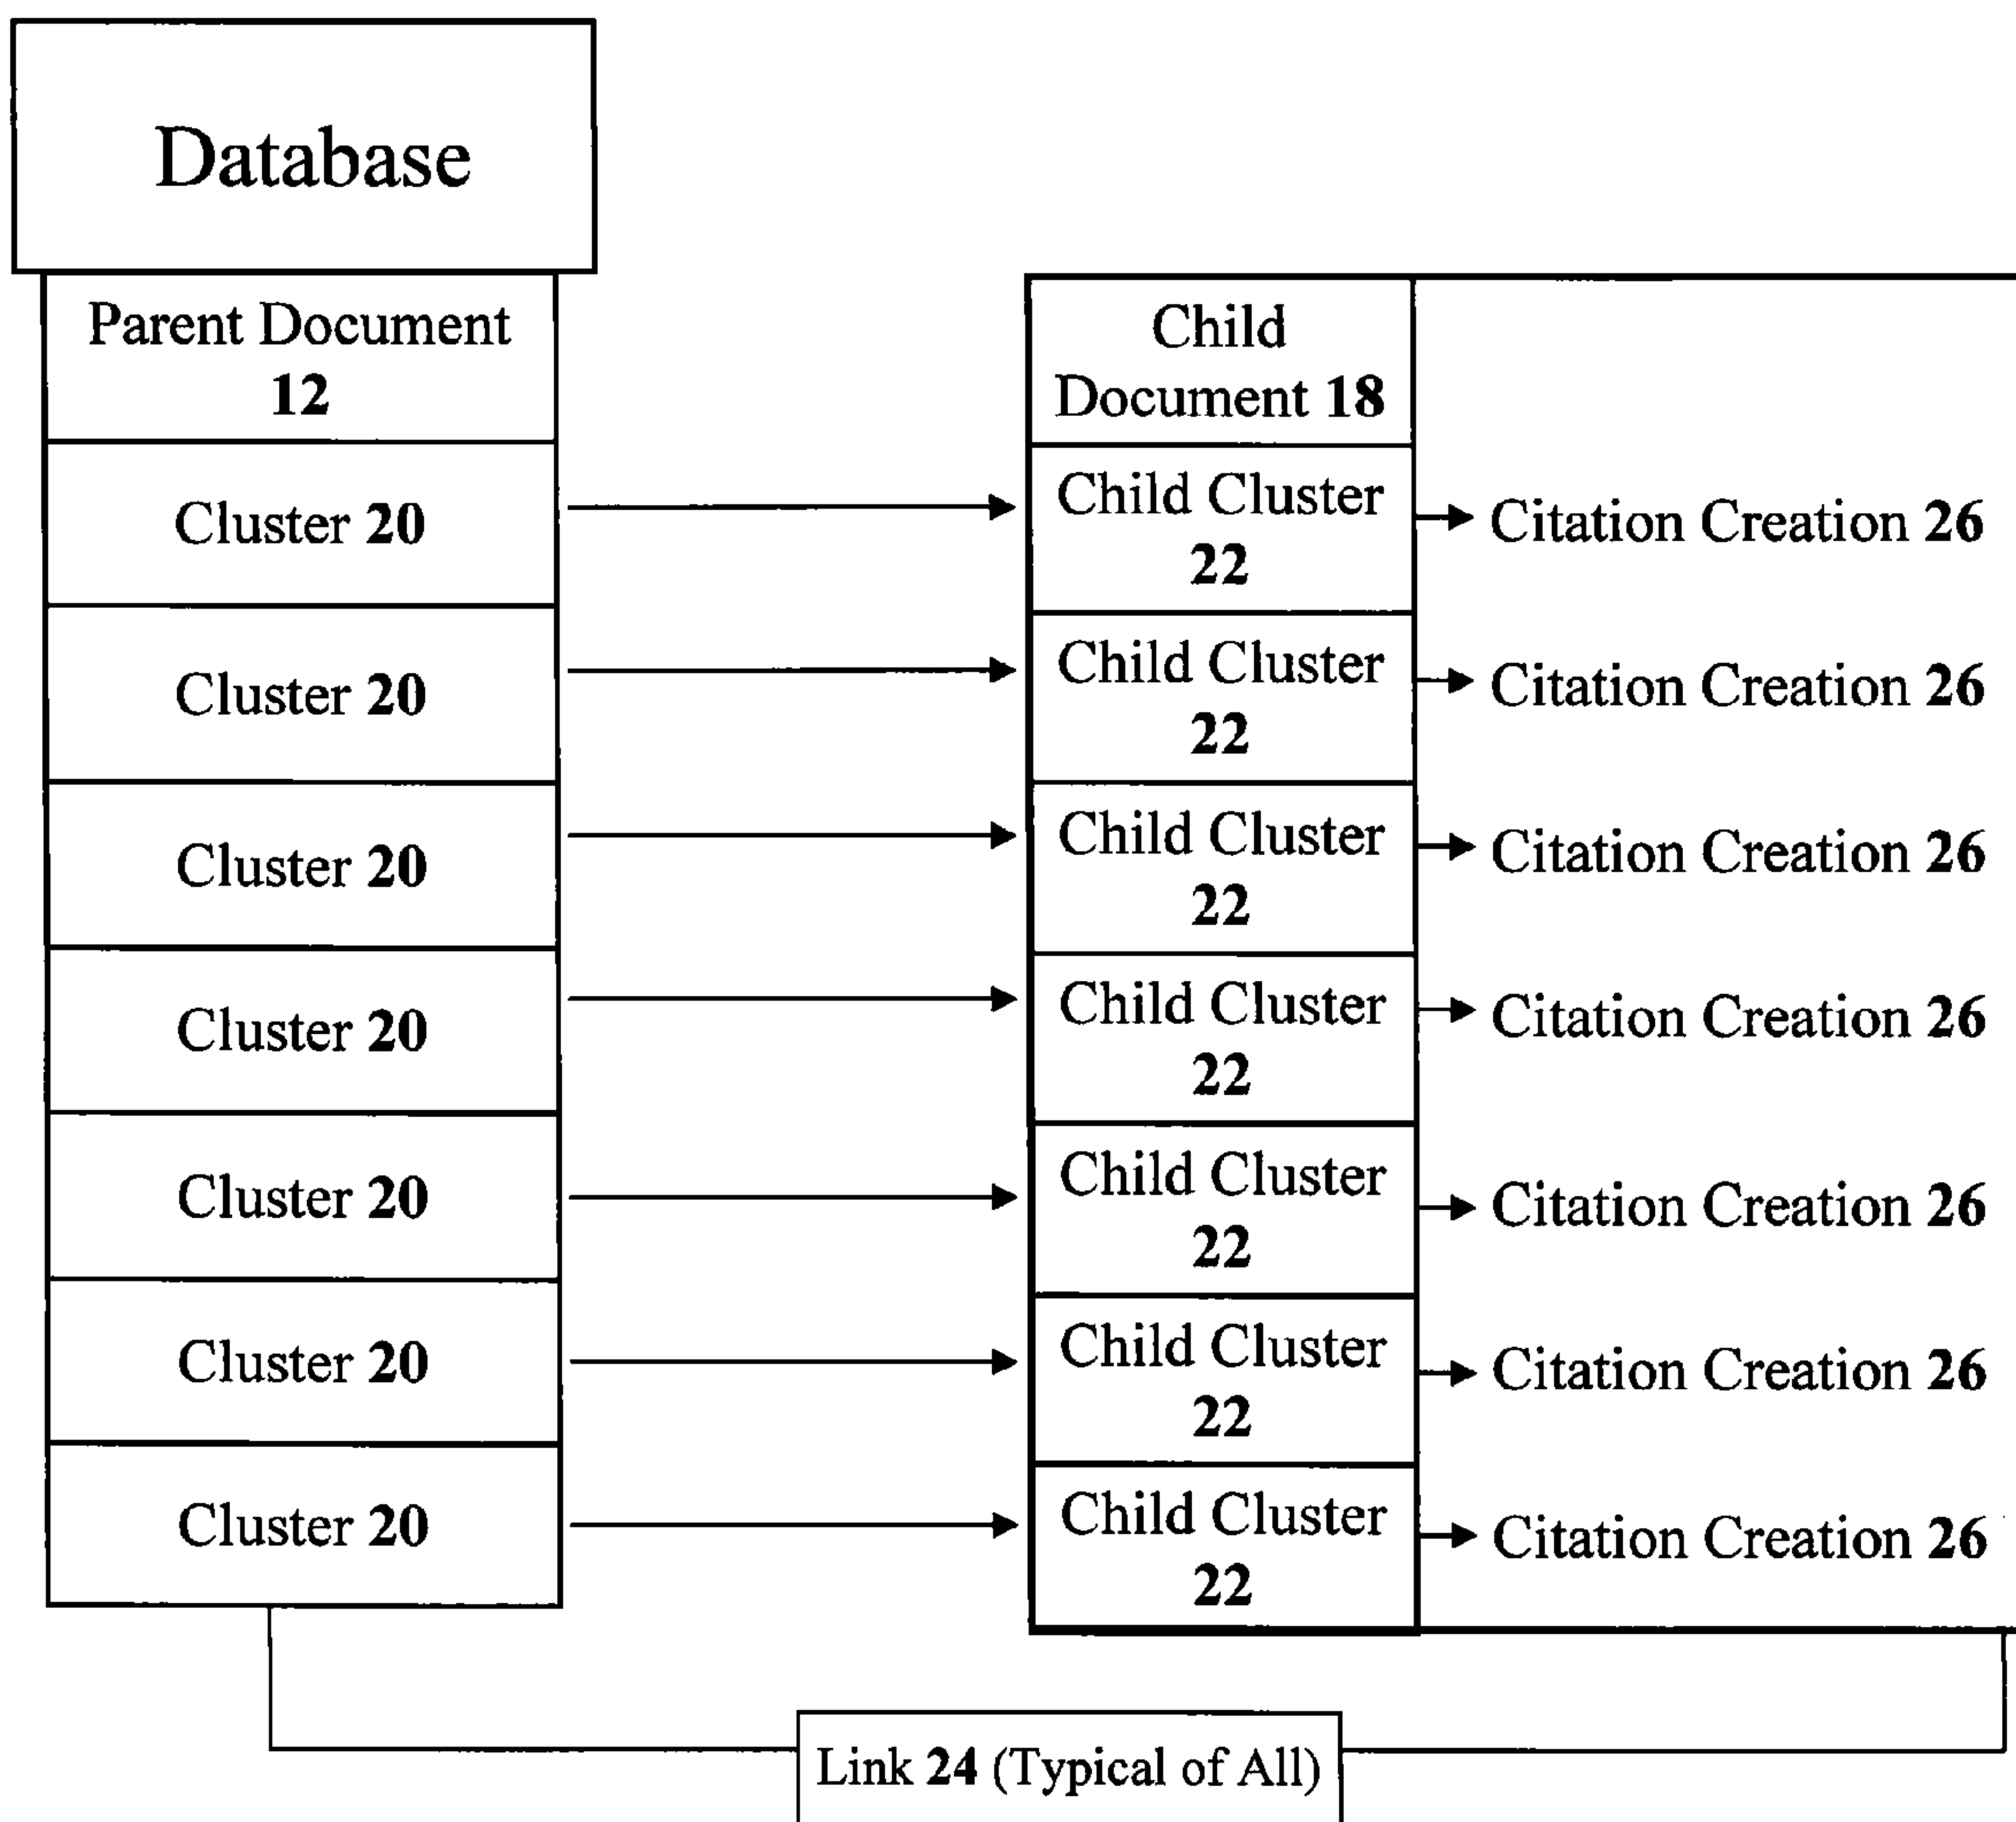 Database
Parent Document
12
Child
Document 18
Cluster 20
Child Cluster
22
Citation Creation 26
Cluster 20
Child Cluster
22
Citation Creation 26
Cluster 20
Child Cluster
22
Citation Creation 26
Cluster 20
Child Cluster
22
Citation Creation 26
Cluster 20
Child Cluster
22
Citation Creation 26
Cluster 20
Child Cluster
22
Citation Creation 26
Cluster 20
Child Cluster
22
Citation Creation 26
Link 24 (Typical of All)